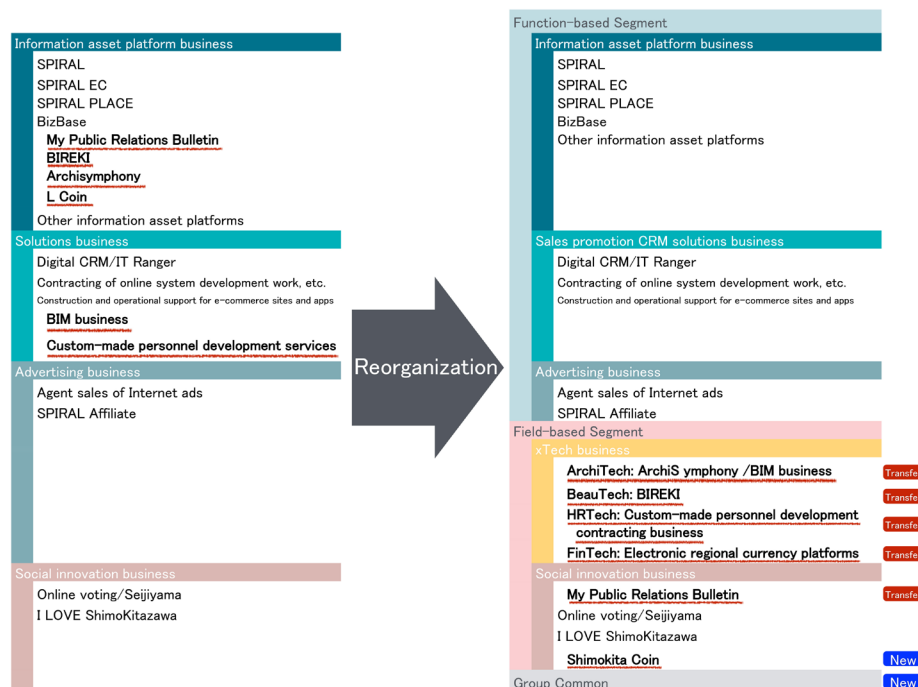 Information asset platform business
SPIRAL
SPIRAL EC
SPIRAL PLACE
BizBase
My Public Relations Bulletin
BIREKI
Archisymphony
L Coin
Other information asset platforms
Solutions business
Digital CRM/IT Ranger
Contracting of online system development work, etc.
Construction and operational support for e-commerce sites and apps
BIM business
Custom-made personnel development services
Advertising business
Agent sales of Internet ads
SPIRAL Affiliate
Social innovation business
Online voting/Seijiyama
I LOVE ShimoKitazawa
Reorganization
Function-based Segment
Information asset platform business
SPIRAL
SPIRAL EC
SPIRAL PLACE
BizBase
Other information asset platforms
Sales promotion CRM solutions business
Digital CRM/IT Ranger
Contracting of online system development work, etc.
Construction and operational support for e-commerce sites and apps
Advertising business
Agent sales of Internet ads
SPIRAL Affiliate
Field-based Segment
xTech business
ArchiTech: ArchiS ymphony /BIM business Transfe
BeauTech: BIREKI Transfe
HRTech: Custom-made personnel development
contracting business Transfe
FinTech: Electronic regional currency platforms Transfe
Social innovation business
My Public Relations Bulletin Transfe
Online voting/Seijiyama
I LOVE ShimoKitazawa
Shimokita Coin New
Group Common New